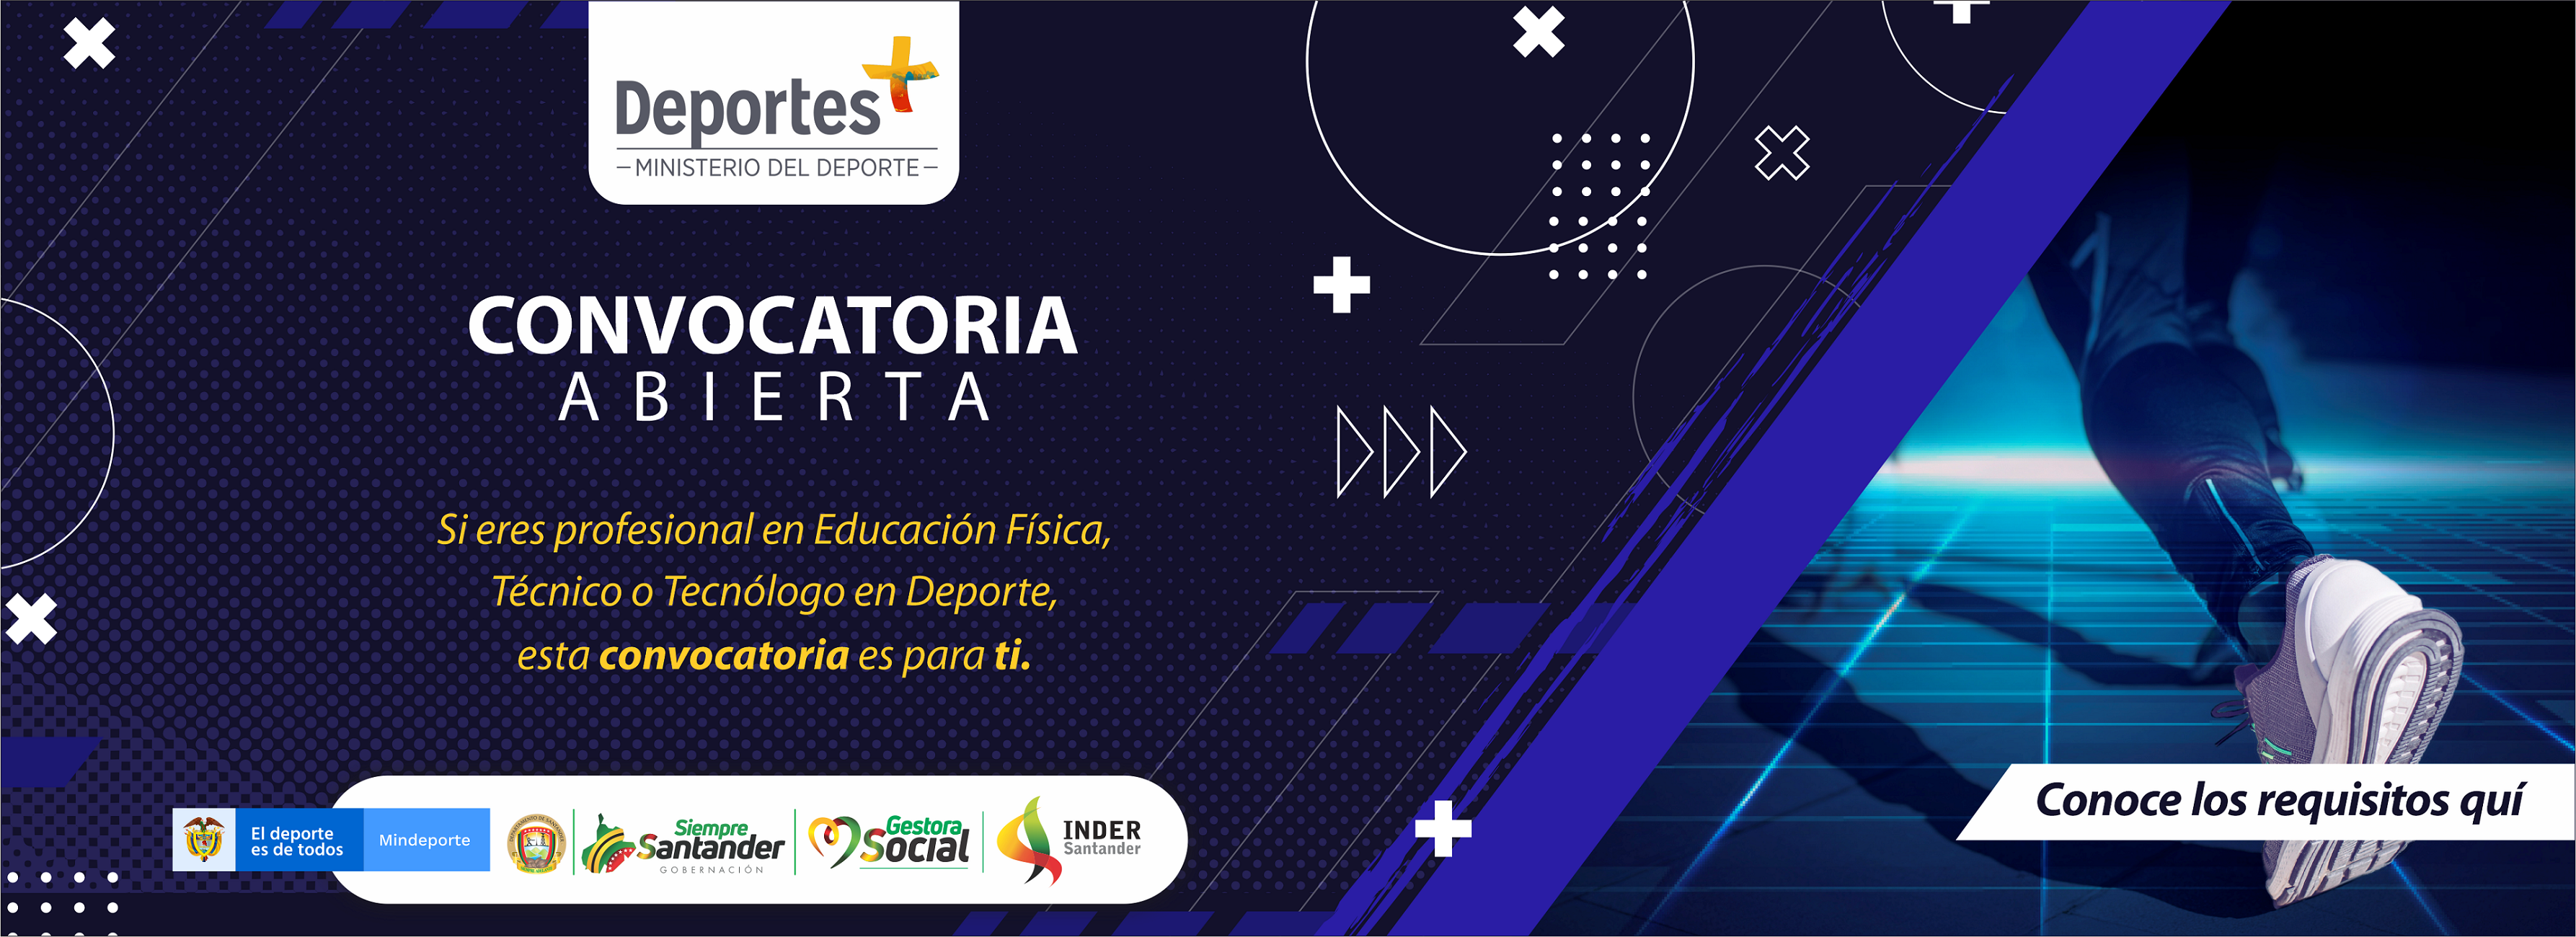 Deportes
MINISTERIO DEL DEPORTE
CONVOCATORIA
ABIERTA
Si eres profesional en Educación Física,
Técnico o Tecnólogo en Deporte,
esta convocatoria es para ti.
El deporte
es de todos
Mindeporte
Siempre
Santander
GOBERNACIÓN
Gestora
Social
INDER
Santander
Conoce los requisitos quí